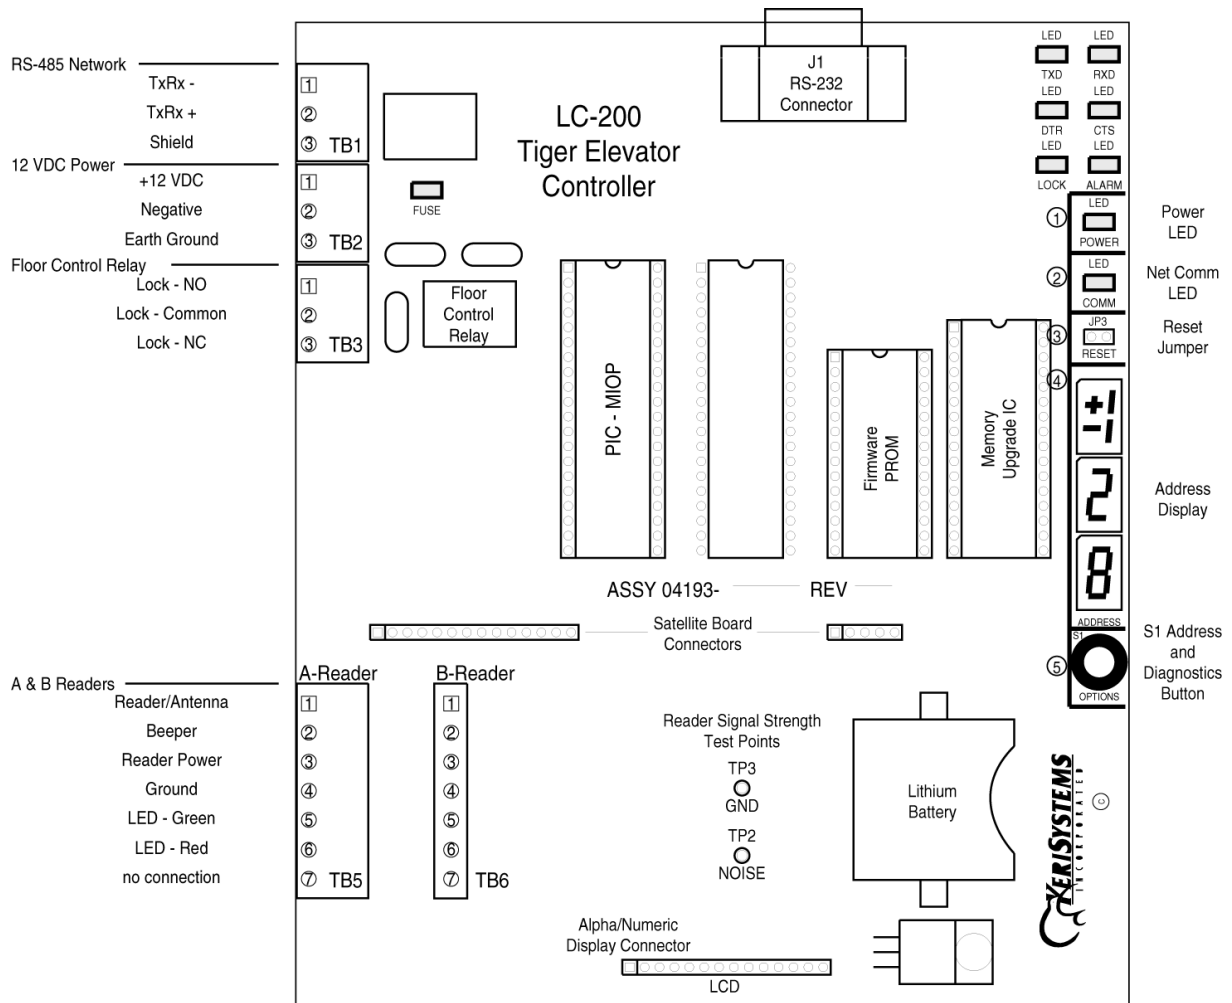 RS-485 Network
TxRx -
TxRx +
Shield
1
2
3 TB1
12 VDC Power
+12 VDC
Negative
Earth Ground
1
2
3 TB2
Floor Control Relay
Lock - NO
Lock - Common
Lock - NC
1
2
3 TB3
FUSE
Floor
Control
Relay
LC-200
Tiger Elevator
Controller
J1
RS-232
Connector
LED LED
TXD RXD
LED LED
DTR CTS
LED LED
LOCK ALARM
1
LED
POWER
Power
LED
2
LED
COMM
Net Comm
LED
3
JP3
RESET
Reset
Jumper
4
±1
-1
2
8
ADDRESS
Address
Display
5
S1
OPTIONS
S1 Address
and
Diagnostics
Button
PIC - MIOP
Firmware
PROM
Memory
Upgrade IC
ASSY 04193- REV
Satellite Board
Connectors
A & B Readers
Reader/Antenna
Beeper
Reader Power
Ground
LED - Green
LED - Red
no connection
A-Reader
1
2
3
4
5
6
7 TB5
B-Reader
1
2
3
4
5
6
7 TB6
Reader Signal Strength
Test Points
TP3
GND
TP2
NOISE
Lithium
Battery
KERISYSTEMS
INCORPORATED
©
Alpha/Numeric
Display Connector
LCD